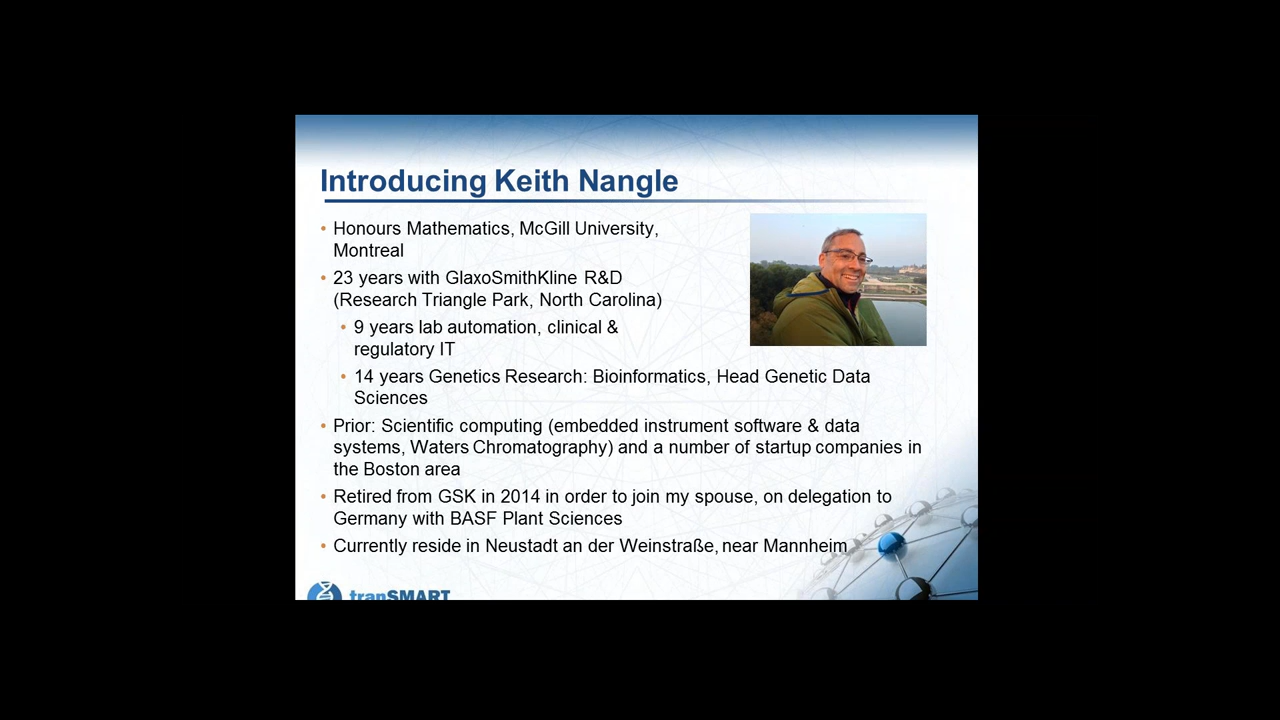 Introducing Keith Nangle
• Honours Mathematics, McGill University,
Montreal
• 23 years with GlaxoSmithKline R&D
(Research Triangle Park, North Carolina)
• 9 years lab automation, clinical &
regulatory IT
• 14 years Genetics Research: Bioinformatics, Head Genetic Data
Sciences
• Prior: Scientific computing (embedded instrument software & data
systems, Waters Chromatography) and a number of startup companies in
the Boston area
• Retired from GSK in 2014 in order to join my spouse, on delegation to
Germany with BASF Plant Sciences
• Currently reside in Neustadt an der Weinstraße, near Mannheim
tranSMART